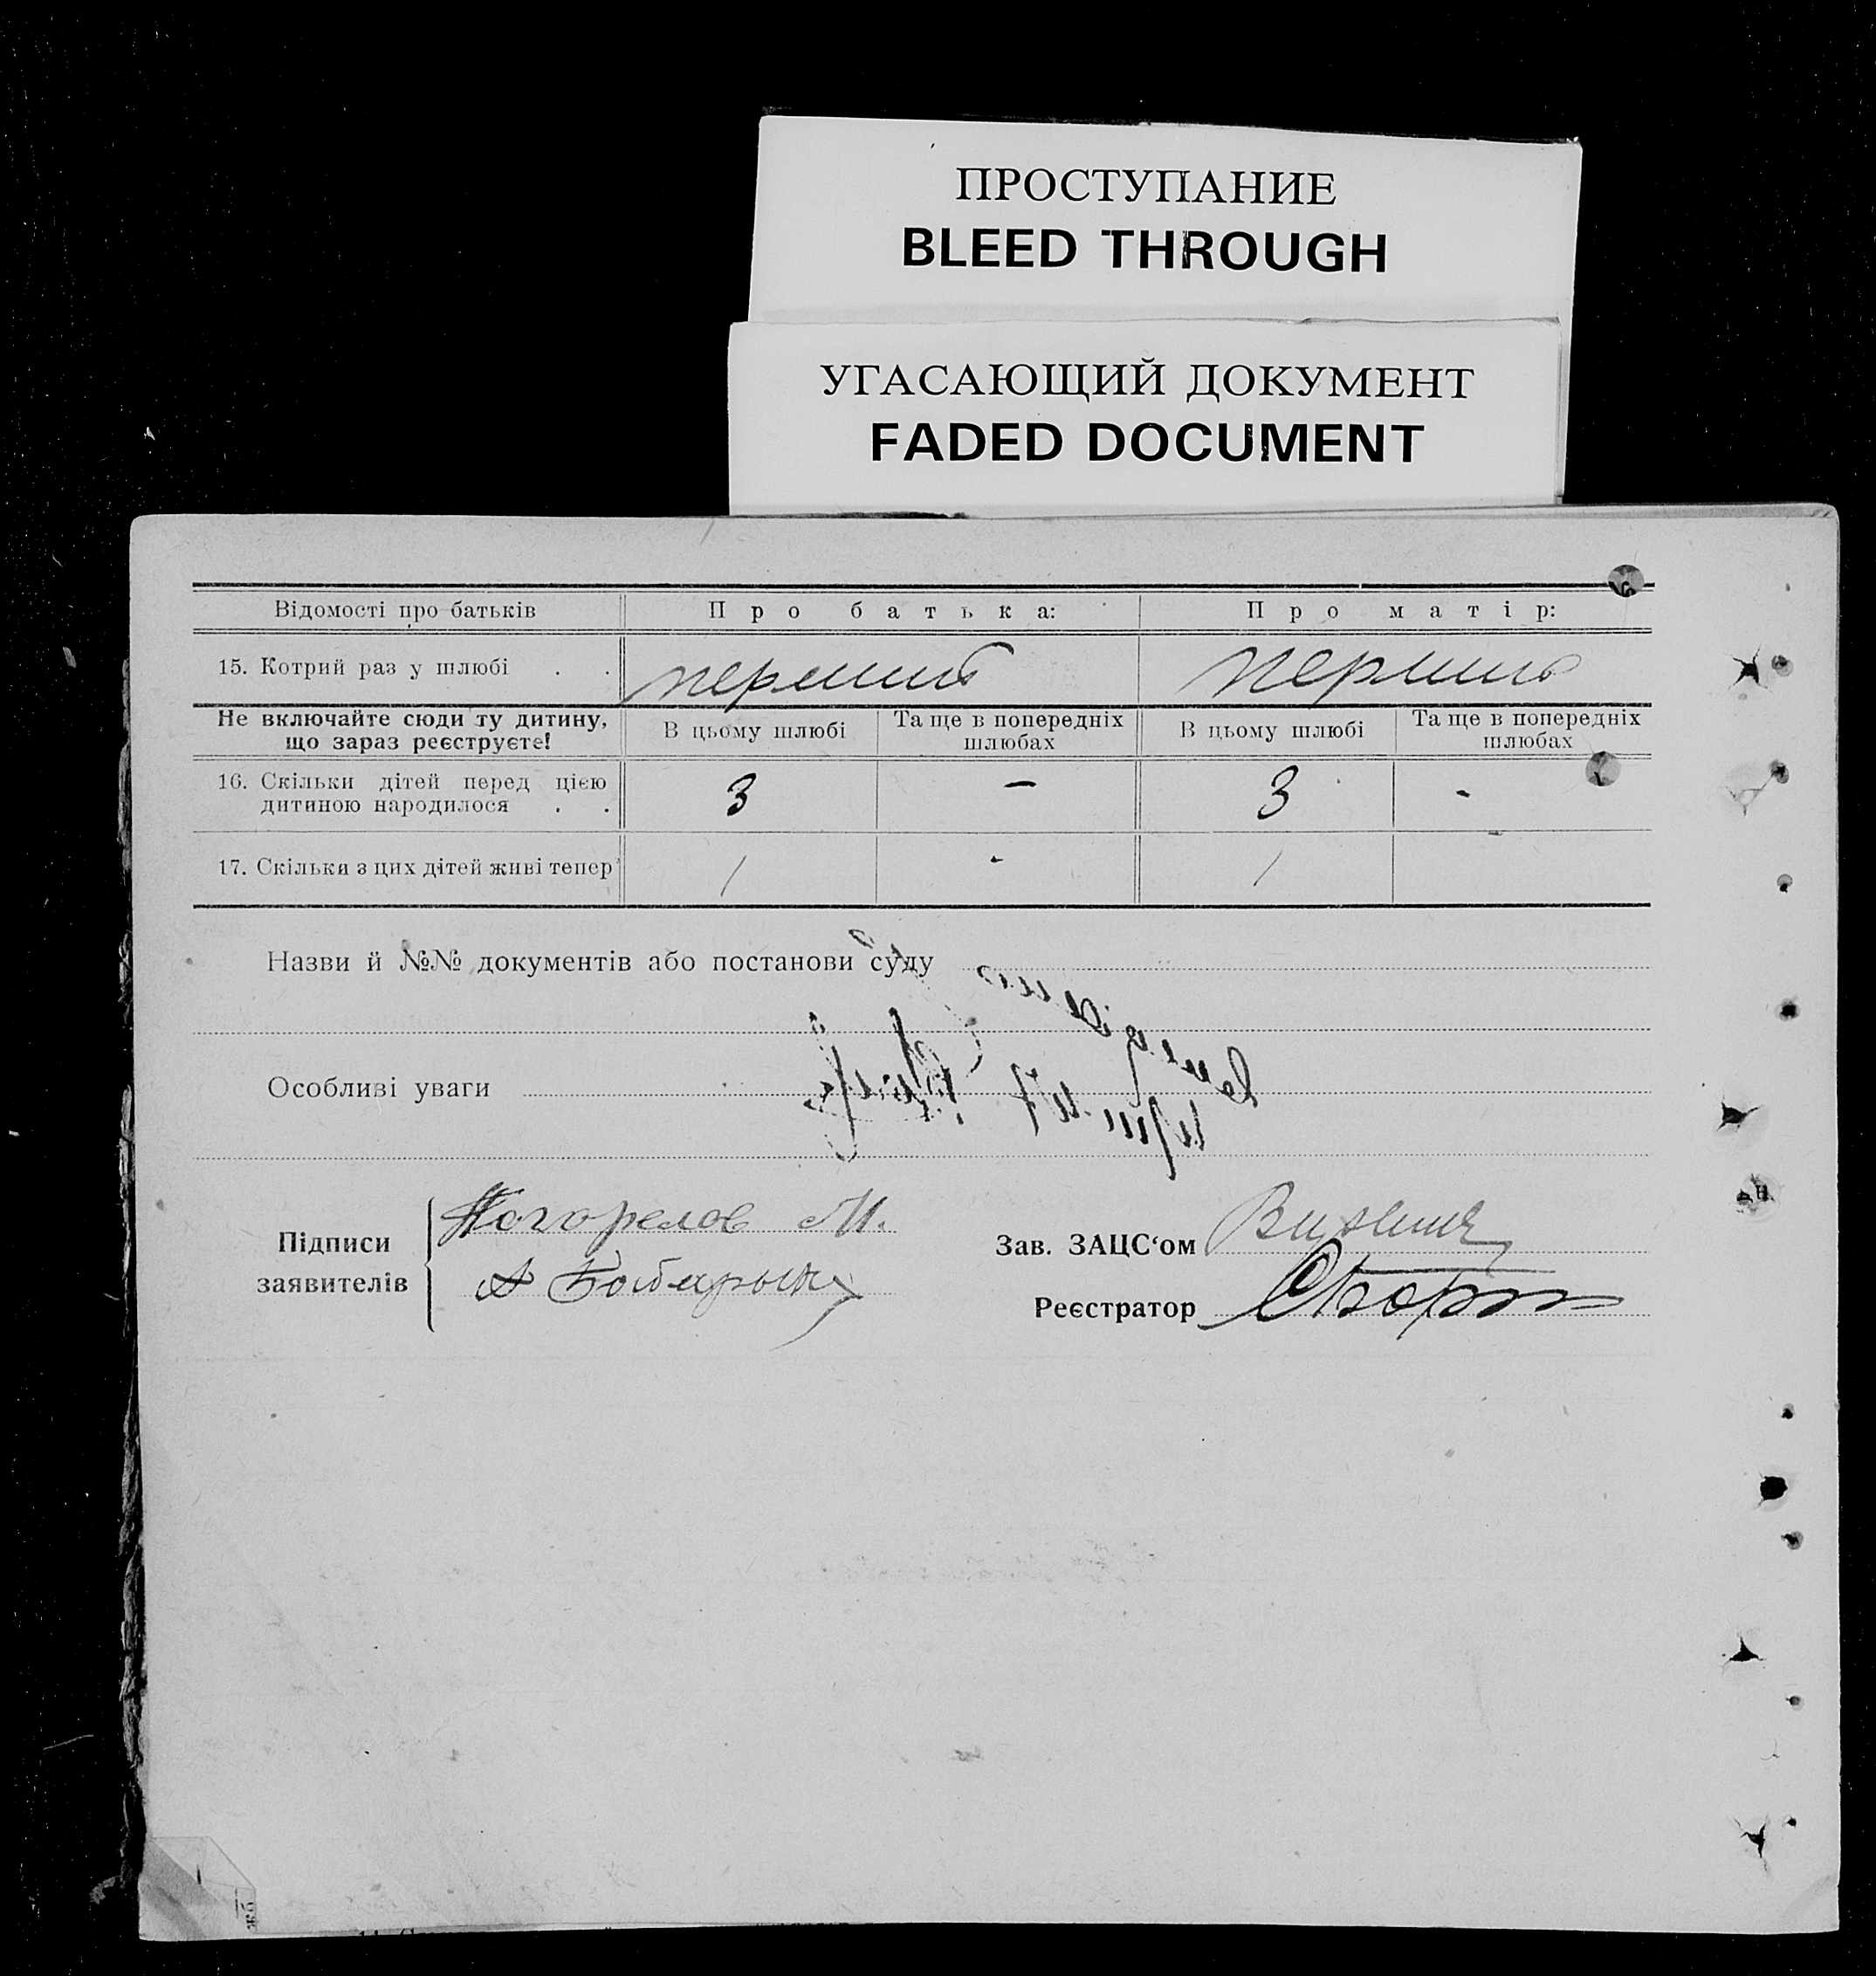 ПРОСТУПАНИЕ
BLEED THROUGH
УГАСАЮЩИЙ ДОКУМЕНТ
FADED DOCUMENT
Відомості про батьків Про батька: Про матір:
15. Котрий раз у шлюбі . . первый первый
Не включайте сюди ту дитину, що зараз реєструєте! В цьому шлюбі Та ще в попередніх шлюбах В цьому шлюбі Та ще в попередніх шлюбах
16. Скільки дітей перед цією
дитиною народилося . . 3 — 3 -
17. Скільки з цих дітей живі тепер 1 - 1
Назви й №№ документів або постанови суду
Особливі уваги
Підписи
заявителів
Погорелов М.
Зав. ЗАЦС‘ом
Реєстратор